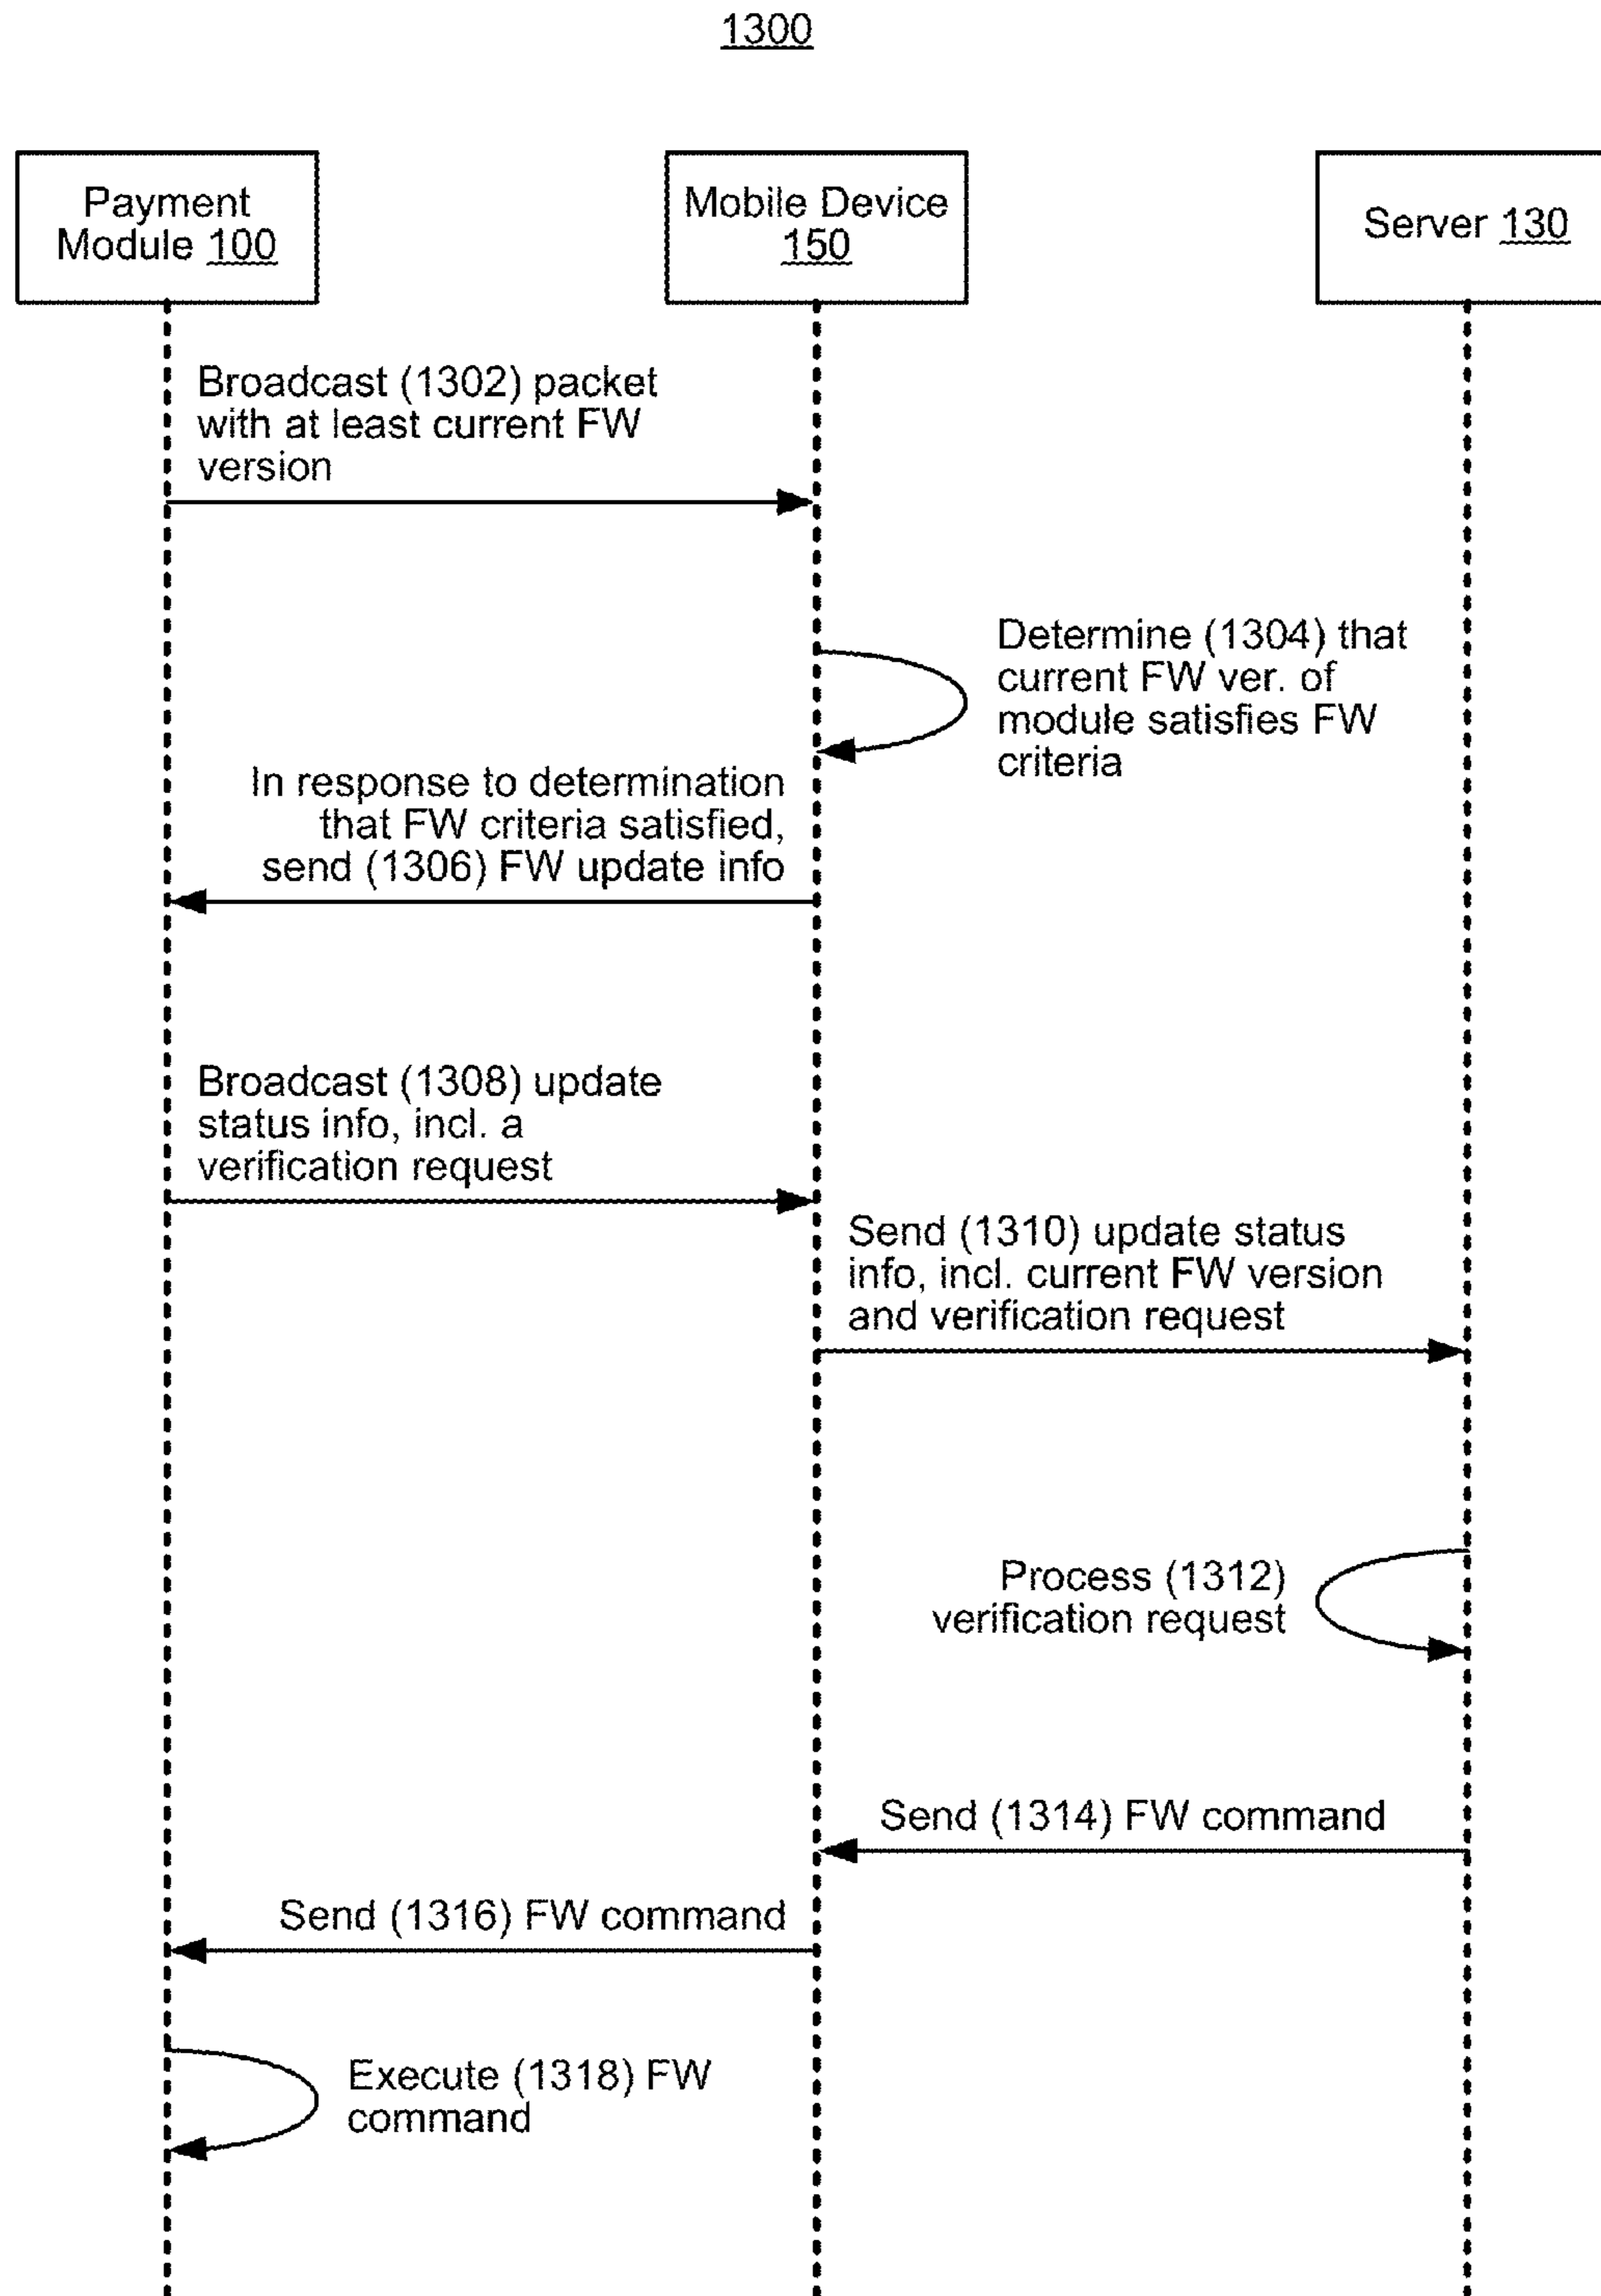 1300
Payment
Module 100
Mobile Device
150
Server 130
Broadcast (1302) packet
with at least current FW
version
Determine (1304) that
current FW ver. of
module satisfies FW
criteria
In response to determination
that FW criteria satisfied,
send (1306) FW update info
Broadcast (1308) update
status info, incl. a
verification request
Send (1310) update status
info, incl. current FW version
and verification request
Process (1312)
verification request
Send (1314) FW command
Send (1316) FW command
Execute (1318) FW
command